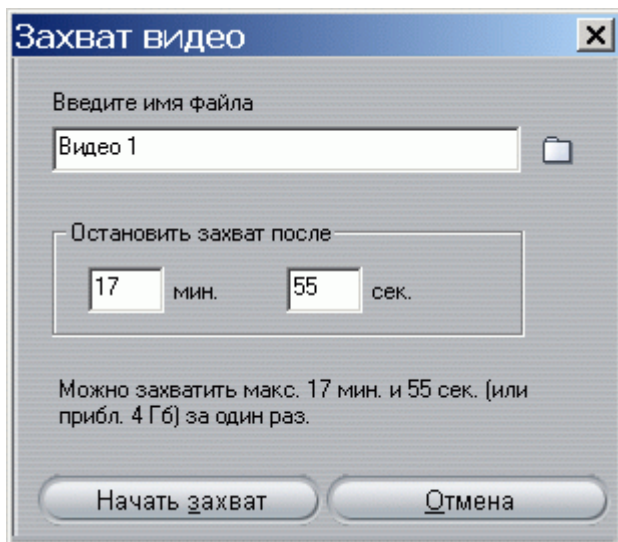 Захват видео
Введите имя файла
Видео 1
Остановить захват после
17 мин. 55 сек.
Можно захватить макс. 17 мин. и 55 сек. (или
прибл. 4 Гб) за один раз.
Начать захват Отмена